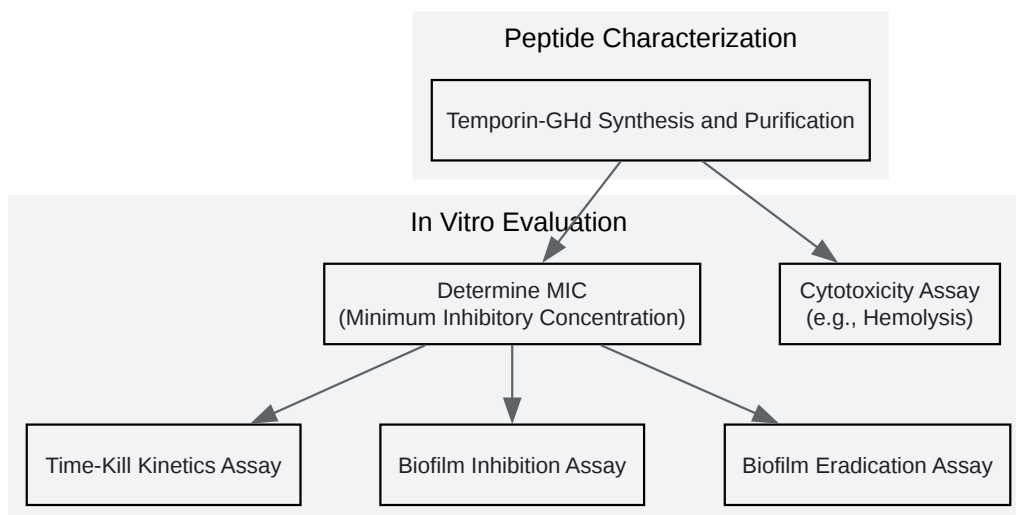 Peptide Characterization
Temporin-GHd Synthesis and Purification
In Vitro Evaluation
Determine MIC
(Minimum Inhibitory Concentration)
Cytotoxicity Assay
(e.g., Hemolysis)
Time-Kill Kinetics Assay
Biofilm Inhibition Assay
Biofilm Eradication Assay